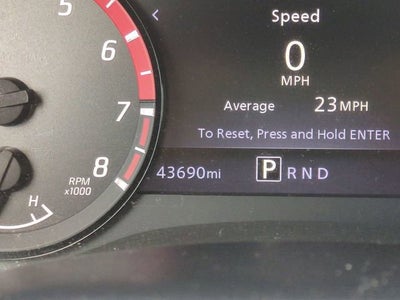 5
6
7
8
RPM
x1000
H
Speed
0
MPH
Average 23 MPH
To Reset, Press and Hold ENTER
43690mi P R N D